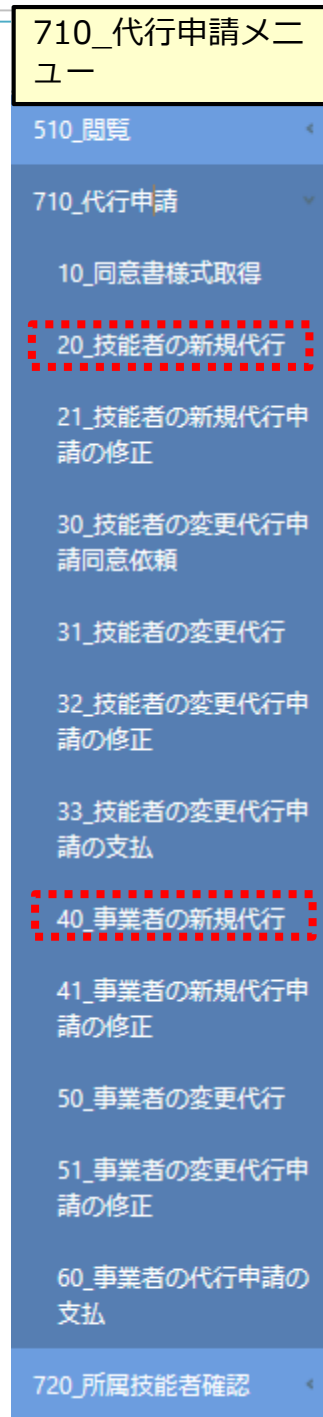 710_代行申請メニ
ュー
510_閲覧
710_代行申請
10_同意書様式取得
20_技能者の新規代行
21_技能者の新規代行申
請の修正
30_技能者の変更代行申
請同意依頼
31_技能者の変更代行
32_技能者の変更代行申
請の修正
33_技能者の変更代行申
請の支払
40_事業者の新規代行
41_事業者の新規代行申
請の修正
50_事業者の変更代行
51_事業者の変更代行申
請の修正
60_事業者の代行申請の
支払
720_所属技能者確認